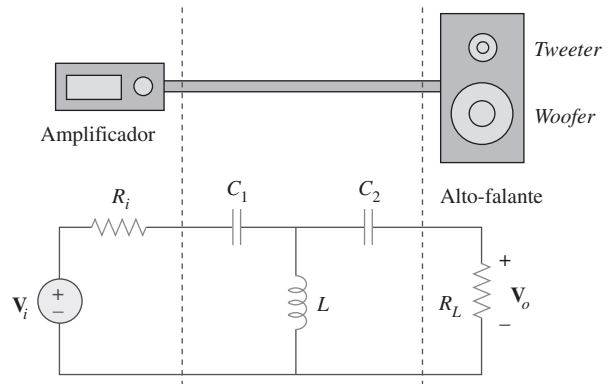 Tweeter
Woofer
Amplificador
Alto-falante
R_i
C_1
C_2
V_i
+
−
L
R_L
+
V_o
−